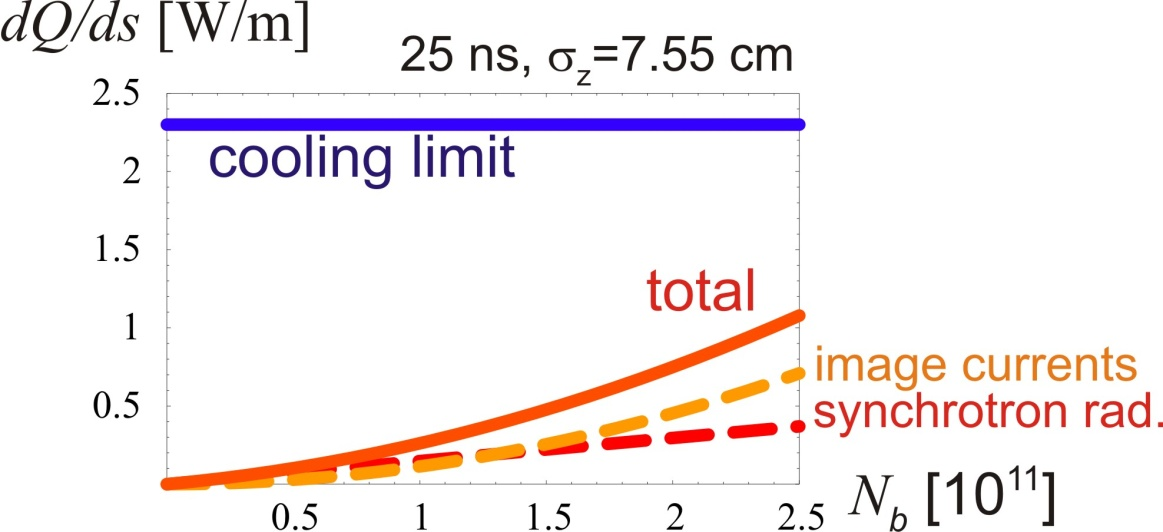 dQ/ds [W/m]
25 ns, σz=7.55 cm
2.5
cooling limit
2
1.5
total
1
image currents
0.5
synchrotron rad.
0.5 1 1.5 2 2.5 Nb [10¹¹]